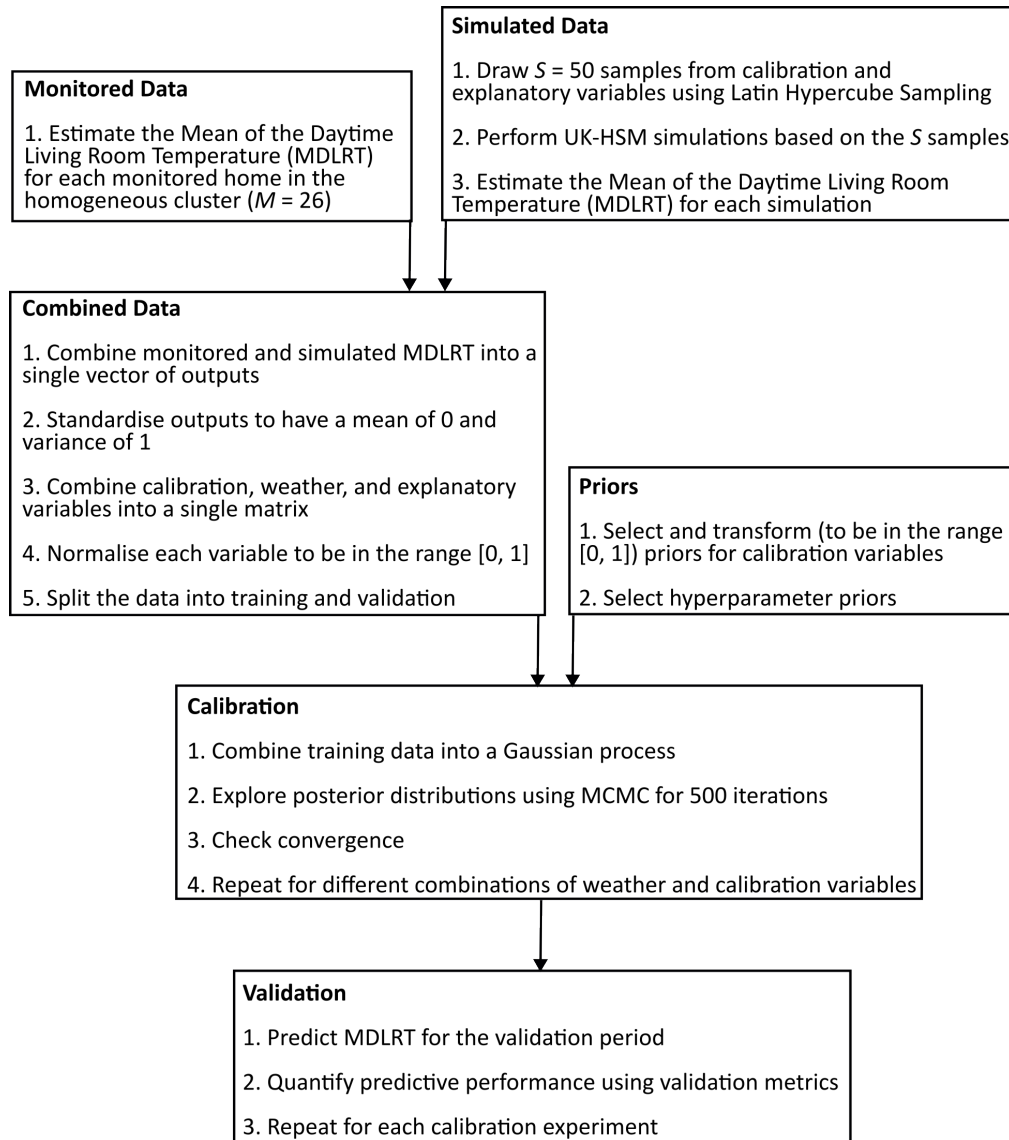 Monitored Data
1. Estimate the Mean of the Daytime
Living Room Temperature (MDLRT)
for each monitored home in the
homogeneous cluster (M = 26)
Simulated Data
1. Draw S = 50 samples from calibration and
explanatory variables using Latin Hypercube Sampling
2. Perform UK-HSM simulations based on the S samples
3. Estimate the Mean of the Daytime Living Room
Temperature (MDLRT) for each simulation
Combined Data
1. Combine monitored and simulated MDLRT into a
single vector of outputs
2. Standardise outputs to have a mean of 0 and
variance of 1
3. Combine calibration, weather, and explanatory
variables into a single matrix
4. Normalise each variable to be in the range [0, 1]
5. Split the data into training and validation
Priors
1. Select and transform (to be in the range
[0, 1]) priors for calibration variables
2. Select hyperparameter priors
Calibration
1. Combine training data into a Gaussian process
2. Explore posterior distributions using MCMC for 500 iterations
3. Check convergence
4. Repeat for different combinations of weather and calibration variables
Validation
1. Predict MDLRT for the validation period
2. Quantify predictive performance using validation metrics
3. Repeat for each calibration experiment